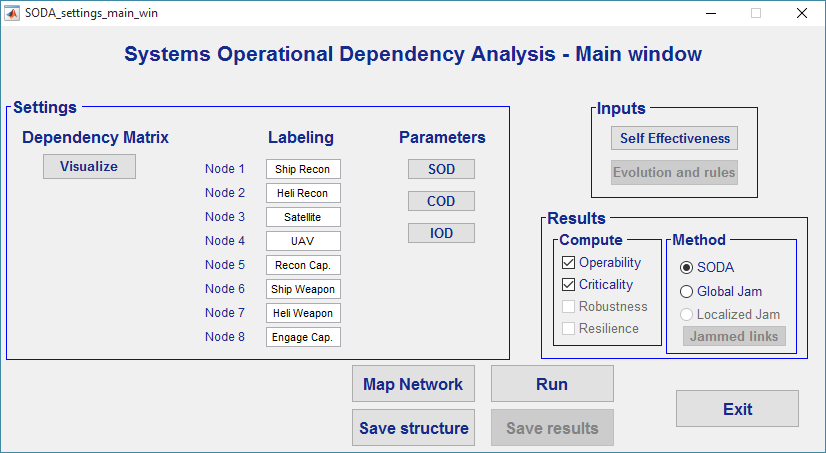 SODA_settings_main_win
Systems Operational Dependency Analysis - Main window
Settings
Dependency Matrix
Visualize
Labeling
Node 1 Ship Recon
Node 2 Heli Recon
Node 3 Satellite
Node 4 UAV
Node 5 Recon Cap.
Node 6 Ship Weapon
Node 7 Heli Weapon
Node 8 Engage Cap.
Parameters
SOD
COD
IOD
Inputs
Self Effectiveness
Evolution and rules
Results
Compute
Operability
Criticality
Robustness
Resilience
Method
SODA
Global Jam
Localized Jam
Jammed links
Map Network
Run
Save structure
Save results
Exit